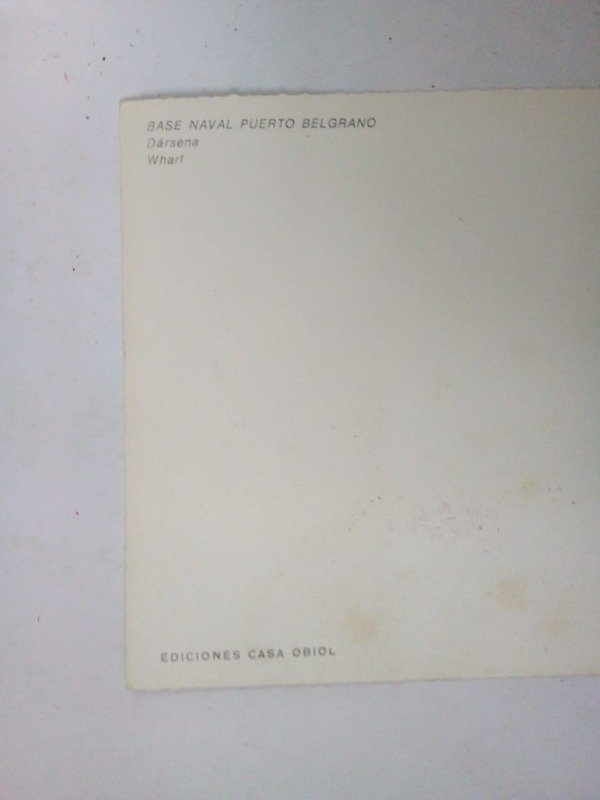 BASE NAVAL PUERTO BELGRANO
Dársena
Wharf
EDICIONES CASA OBIOL